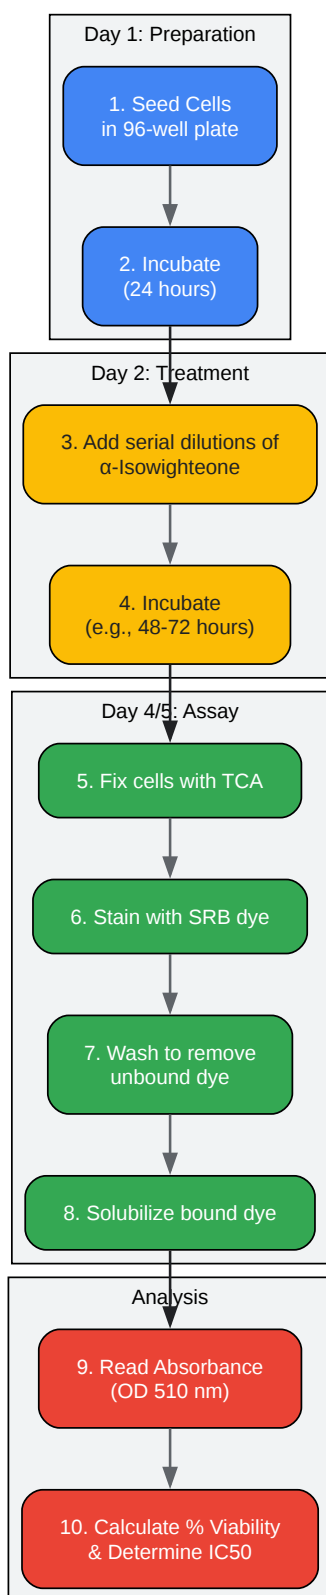 Day 1: Preparation
1. Seed Cells
in 96-well plate
2. Incubate
(24 hours)
Day 2: Treatment
3. Add serial dilutions of
α-Isowighteone
4. Incubate
(e.g., 48-72 hours)
Day 4/5: Assay
5. Fix cells with TCA
6. Stain with SRB dye
7. Wash to remove
unbound dye
8. Solubilize bound dye
Analysis
9. Read Absorbance
(OD 510 nm)
10. Calculate % Viability
& Determine IC50